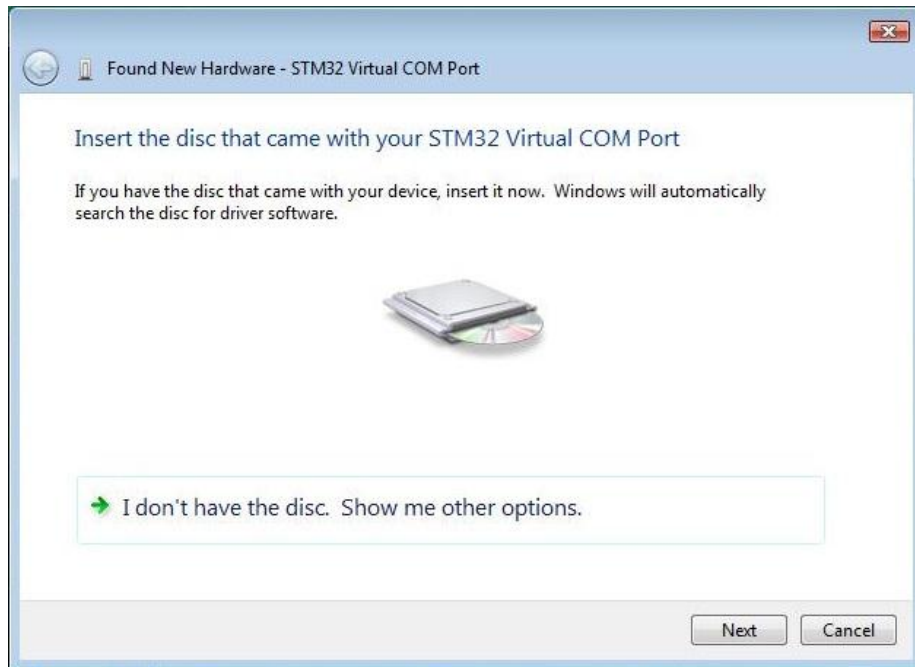 Found New Hardware - STM32 Virtual COM Port
Insert the disc that came with your STM32 Virtual COM Port
If you have the disc that came with your device, insert it now.  Windows will automatically
search the disc for driver software.
I don't have the disc.  Show me other options.
Next Cancel